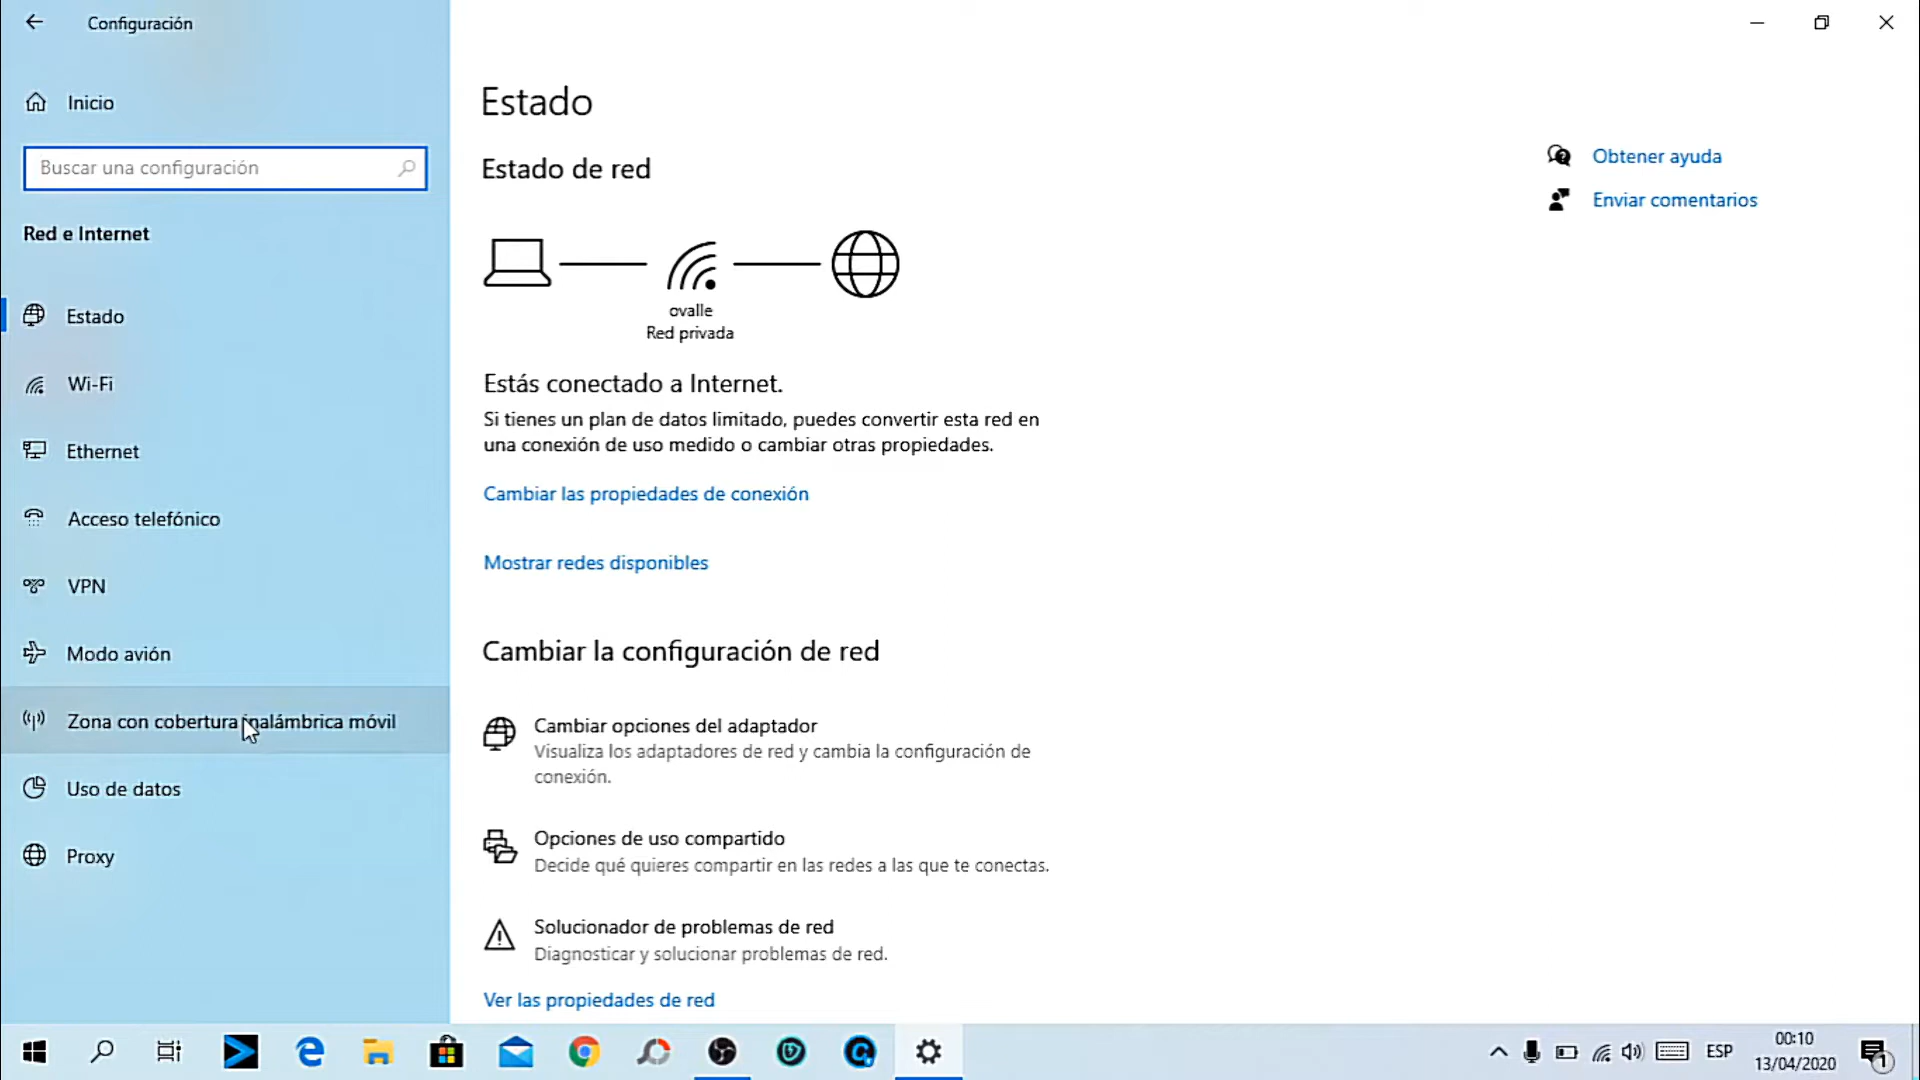 Configuración
Inicio
Buscar una configuración
Red e Internet
Estado
Wi-Fi
Ethernet
Acceso telefónico
VPN
Modo avión
Zona con cobertura inalámbrica móvil
Uso de datos
Proxy
Estado
Estado de red
ovalle
Red privada
Estás conectado a Internet.
Si tienes un plan de datos limitado, puedes convertir esta red en
una conexión de uso medido o cambiar otras propiedades.
Cambiar las propiedades de conexión
Mostrar redes disponibles
Cambiar la configuración de red
Cambiar opciones del adaptador
Visualiza los adaptadores de red y cambia la configuración de
conexión.
Opciones de uso compartido
Decide qué quieres compartir en las redes a las que te conectas.
Solucionador de problemas de red
Diagnosticar y solucionar problemas de red.
Ver las propiedades de red
Obtener ayuda
Enviar comentarios
ESP
00:10
13/04/2020
1